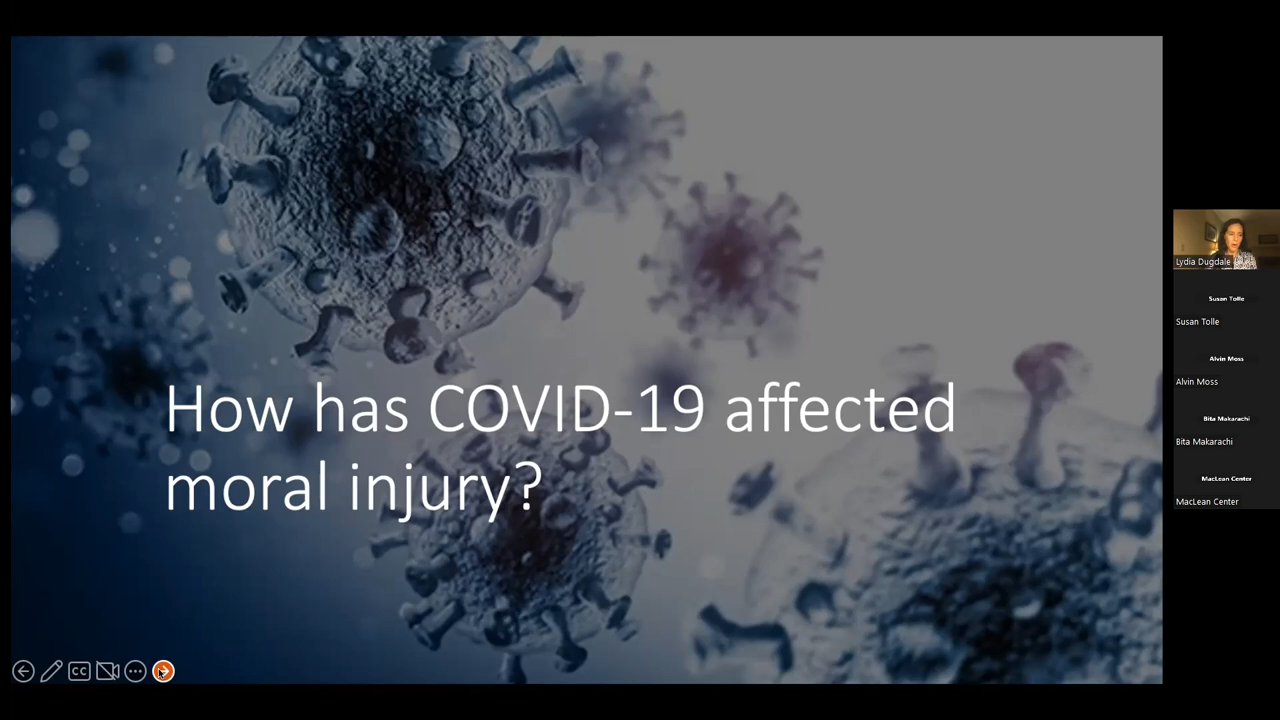 How has COVID-19 affected
moral injury?
Lydia Dugdale
Susan Tolle
Susan Tolle
Alvin Moss
Alvin Moss
Bita Makarachi
Bita Makarachi
MacLean Center
MacLean Center
CC